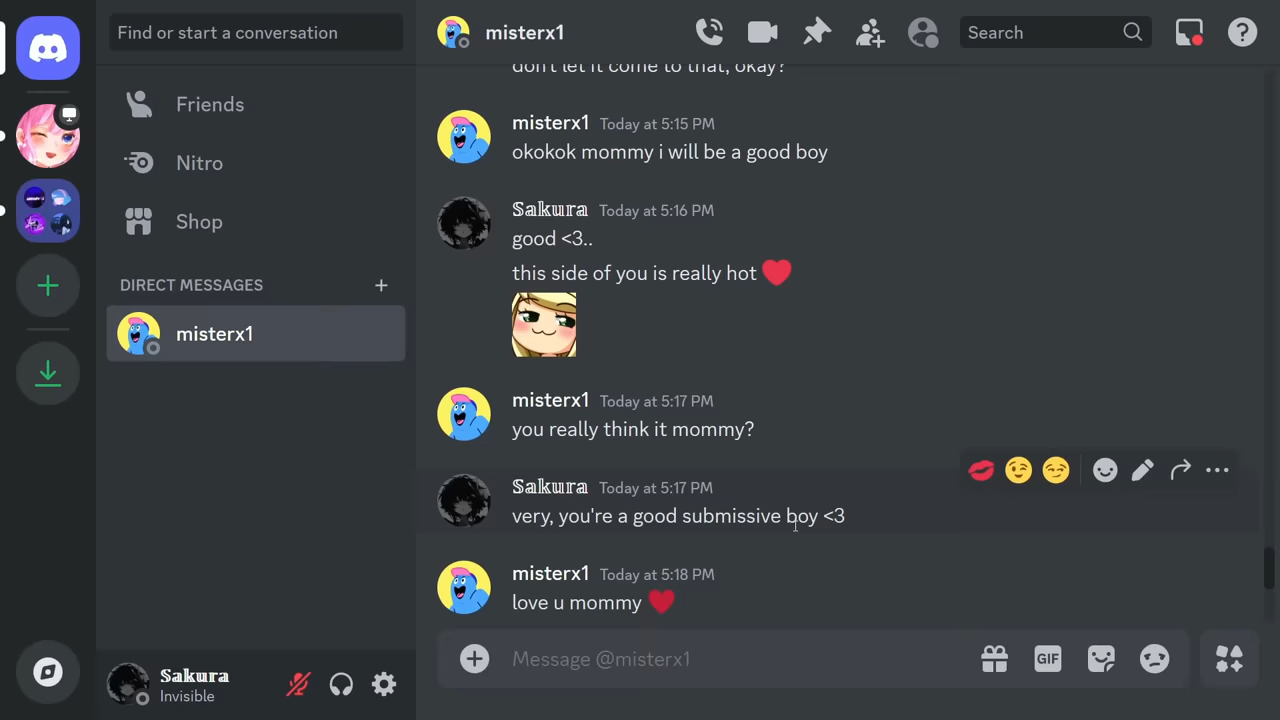 Find or start a conversation
Friends
Nitro
Shop
DIRECT MESSAGES
misterx1
Sakura
Invisible
misterx1
Search
don't let it come to that, okay?
misterx1 Today at 5:15 PM
okokok mommy i will be a good boy
Sakura Today at 5:16 PM
good <3..
this side of you is really hot ❤️
misterx1 Today at 5:17 PM
you really think it mommy?
Sakura Today at 5:17 PM
very, you're a good submissive boy <3
misterx1 Today at 5:18 PM
love u mommy ♥️
Message @misterx1
GIF